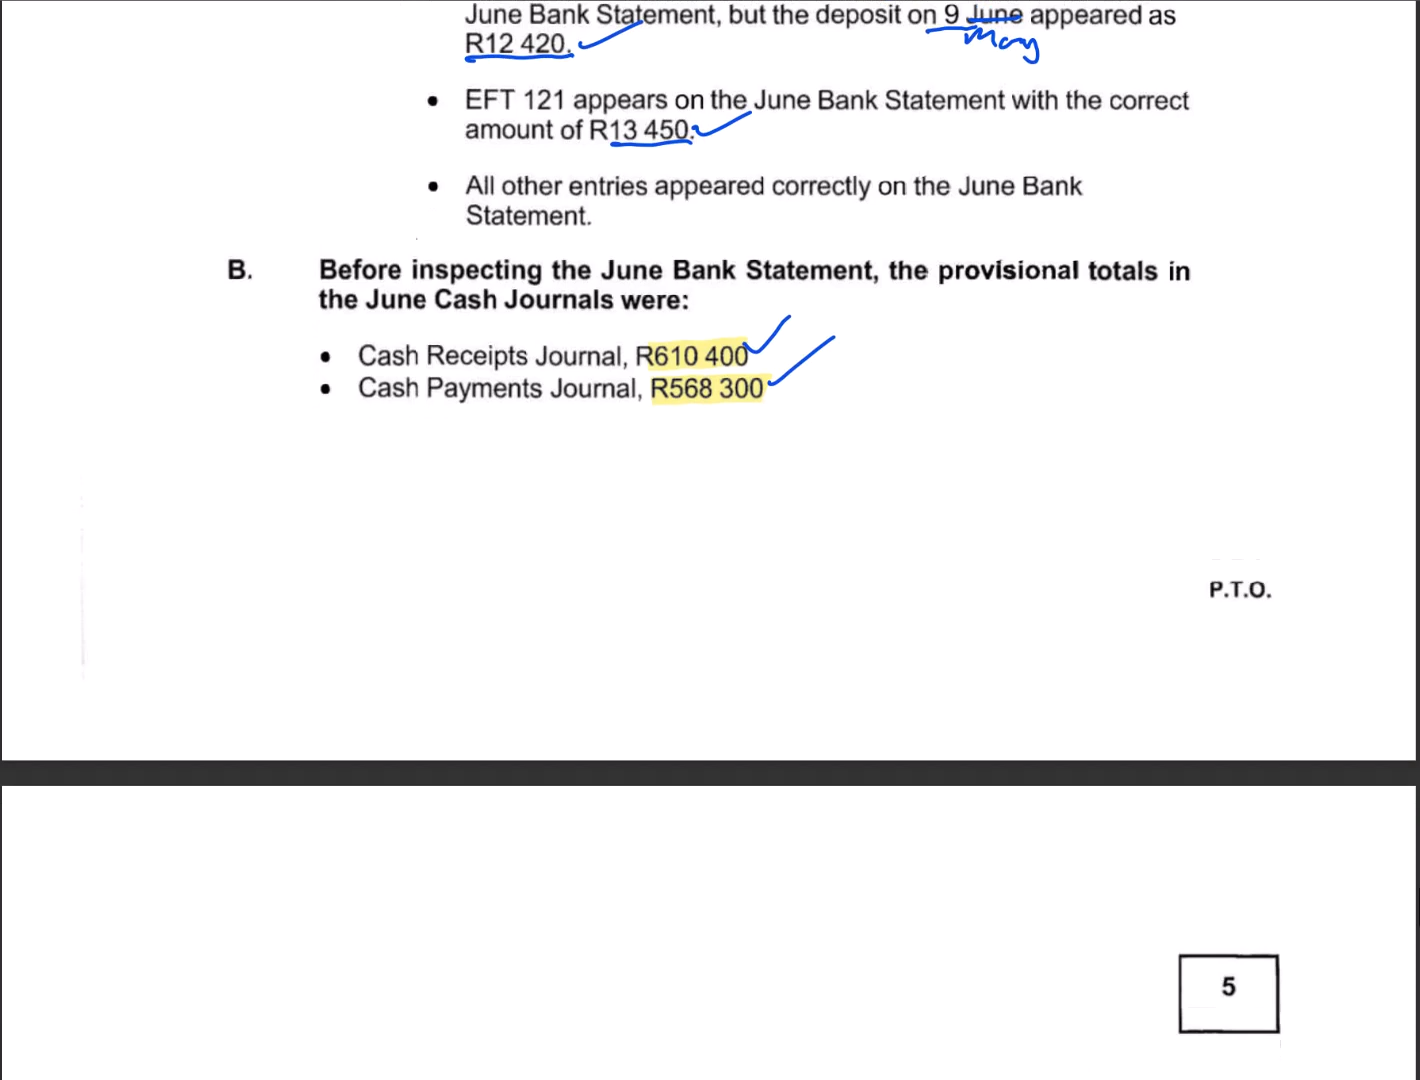 June Bank Statement, but the deposit on 9 June appeared as
May
R12 420.
• EFT 121 appears on the June Bank Statement with the correct
amount of R13 450.
• All other entries appeared correctly on the June Bank
Statement.
B. Before inspecting the June Bank Statement, the provisional totals in
the June Cash Journals were:
• Cash Receipts Journal, R610 400
• Cash Payments Journal, R568 300
P.T.O.
5